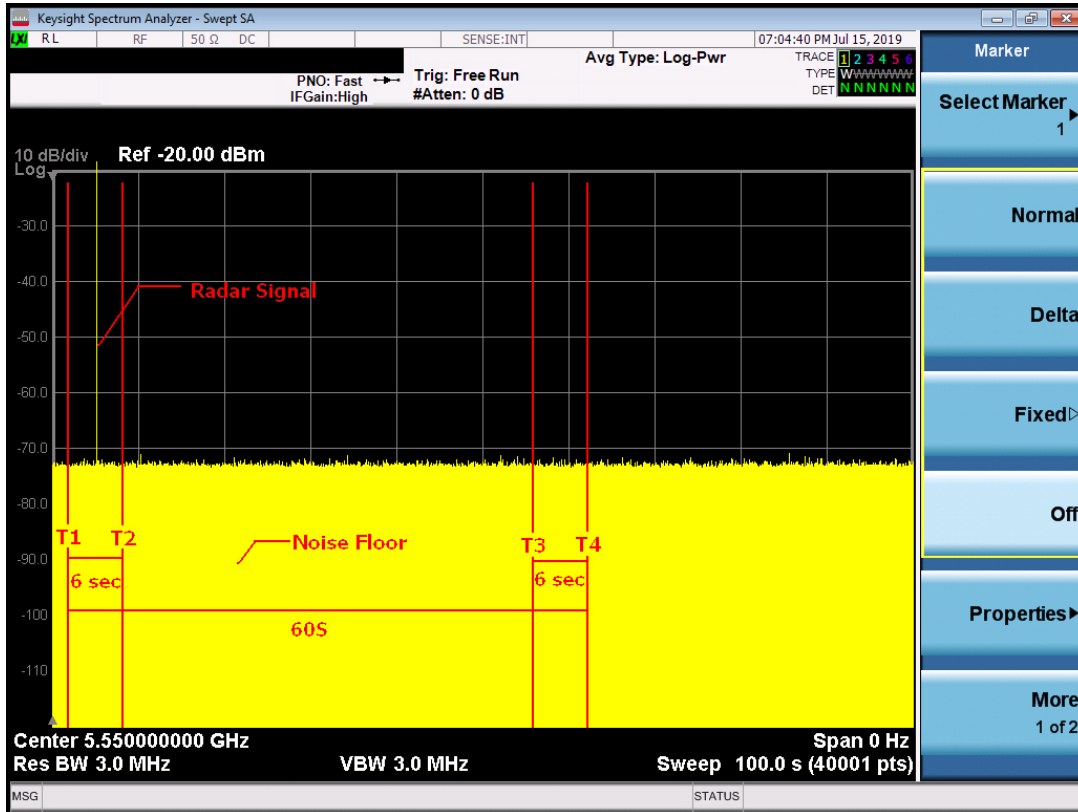 Keysight Spectrum Analyzer - Swept SA
LXI RL RF 50 Ω DC SENSE:INT 07:04:40 PM Jul 15, 2019
Avg Type: Log-Pwr
TRACE 1 2 3 4 5 6
TYPE WWWWWWW
DET N N N N N N
PNO: Fast
IFGain:High
Trig: Free Run
#Atten: 0 dB
10 dB/div
Log
Ref -20.00 dBm
-30.0
-40.0
-50.0
-60.0
-70.0
-80.0
-90.0
-100
-110
Radar Signal
T1 T2
Noise Floor
T3 T4
6 sec
6 sec
60S
Center 5.550000000 GHz
Span 0 Hz
Res BW 3.0 MHz
VBW 3.0 MHz
Sweep 100.0 s (40001 pts)
MSG
STATUS
Marker
Select Marker
1
Normal
Delta
Fixed
Off
Properties
More
1 of 2